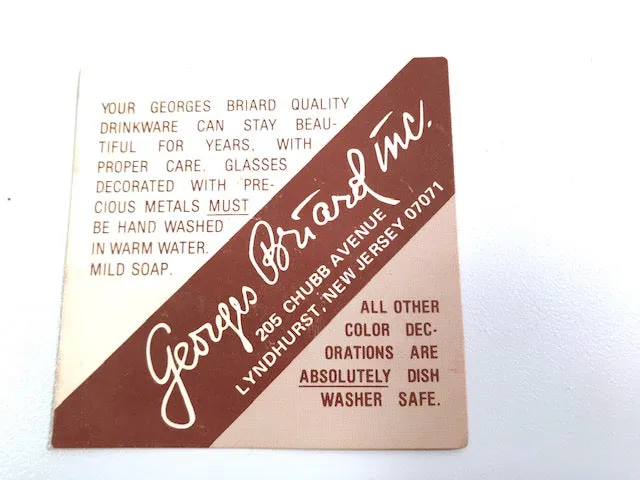 YOUR GEORGES BRIARD QUALITY
DRINKWARE CAN STAY BEAU-
TIFUL FOR YEARS, WITH
PROPER CARE. GLASSES
DECORATED WITH PRE-
CIOUS METALS MUST
BE HAND WASHED
IN WARM WATER.
MILD SOAP.
Georges Briard inc.
205 CHUBB AVENUE
LYNDHURST, NEW JERSEY 07071
ALL OTHER
COLOR DEC-
ORATIONS ARE
ABSOLUTELY DISH
WASHER SAFE.